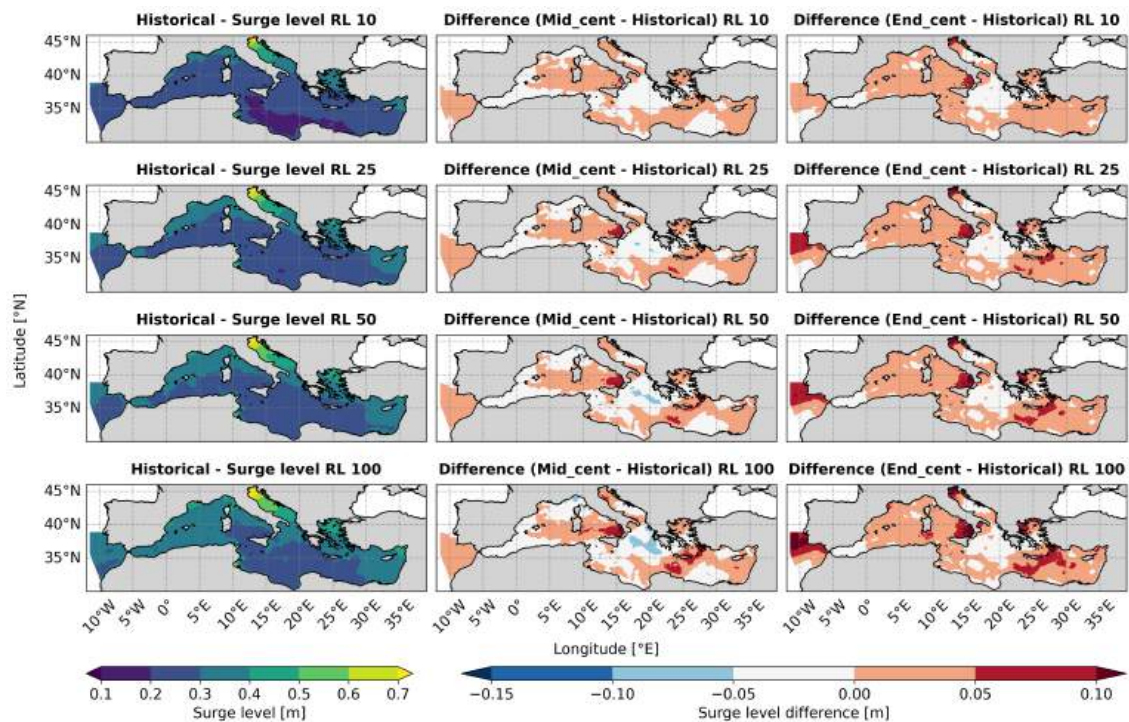 Historical - Surge level RL 10 Difference (Mid_cent - Historical) RL 10 Difference (End_cent - Historical) RL 10
45°N
40°N
35°N
Historical - Surge level RL 25 Difference (Mid_cent - Historical) RL 25 Difference (End_cent - Historical) RL 25
45°N
40°N
35°N
Historical - Surge level RL 50 Difference (Mid_cent - Historical) RL 50 Difference (End_cent - Historical) RL 50
45°N
40°N
35°N
Historical - Surge level RL 100 Difference (Mid_cent - Historical) RL 100 Difference (End_cent - Historical) RL 100
45°N
40°N
35°N
Latitude [°N]
10°W 5°W 0° 5°E 10°E 15°E 20°E 25°E 30°E 35°E 10°W 5°W 0° 5°E 10°E 15°E 20°E 25°E 30°E 35°E 10°W 5°W 0° 5°E 10°E 15°E 20°E 25°E 30°E 35°E
Longitude [°E]
0.1 0.2 0.3 0.4 0.5 0.6 0.7 −0.15 −0.10 −0.05 0.00 0.05 0.10
Surge level [m] Surge level difference [m]